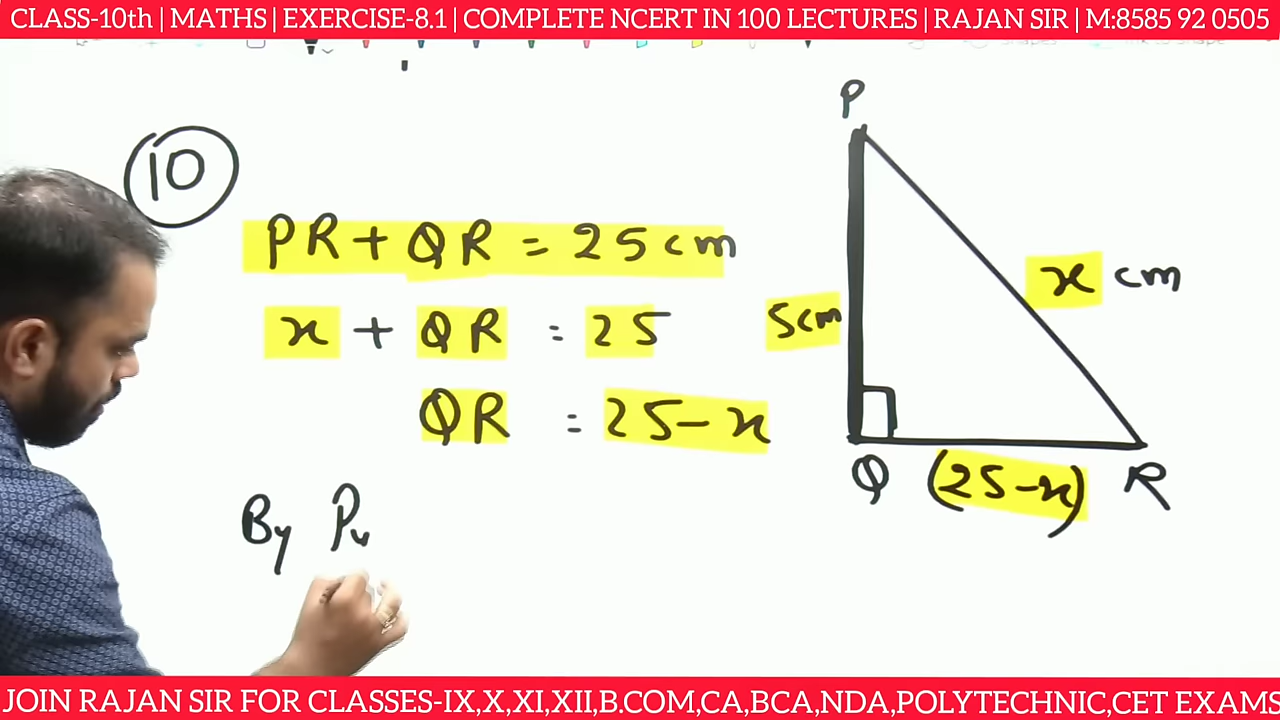 CLASS-10th | MATHS | EXERCISE-8.1 | COMPLETE NCERT IN 100 LECTURES | RAJAN SIR | M:8585 92 0505
10
P
PR + QR = 25 cm
x cm
x + QR = 25
5cm
QR = 25-x
Q (25-x) R
By Py
JOIN RAJAN SIR FOR CLASSES-IX,X,XI,XII,B.COM,CA,BCA,NDA,POLYTECHNIC,CET EXAMS